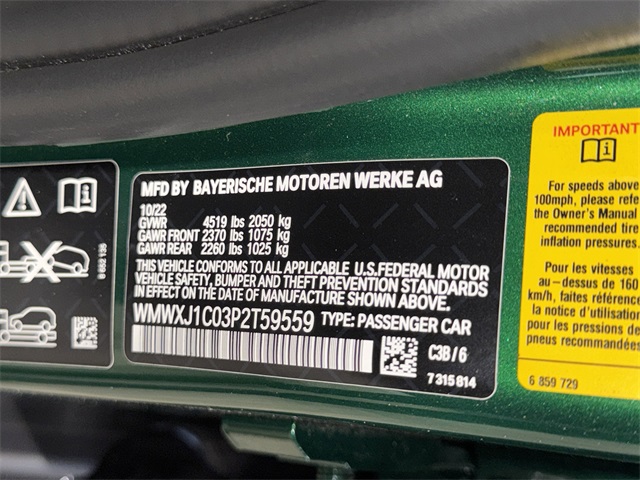 MFD BY BAYERISCHE MOTOREN WERKE AG
10/22
GVWR 4519 lbs 2050 kg
GAWR FRONT 2370 lbs 1075 kg
GAWR REAR 2260 lbs 1025 kg
THIS VEHICLE CONFORMS TO ALL APPLICABLE U.S.FEDERAL MOTOR
VEHICLE SAFETY, BUMPER AND THEFT PREVENTION STANDARDS
IN EFFECT ON THE DATE OF MANUFACTURE SHOWN ABOVE.
WMWXJ1C03P2T59559 TYPE: PASSENGER CAR
C3B / 6
7 315 814
IMPORTANT
For speeds above
100mph, please refe
the Owner's Manual
recommended tire
inflation pressures.
Pour les vitesses
au-dessus de 160
km/h, faites référenc
pour les pressions de
pneus recommandées
6 859 729